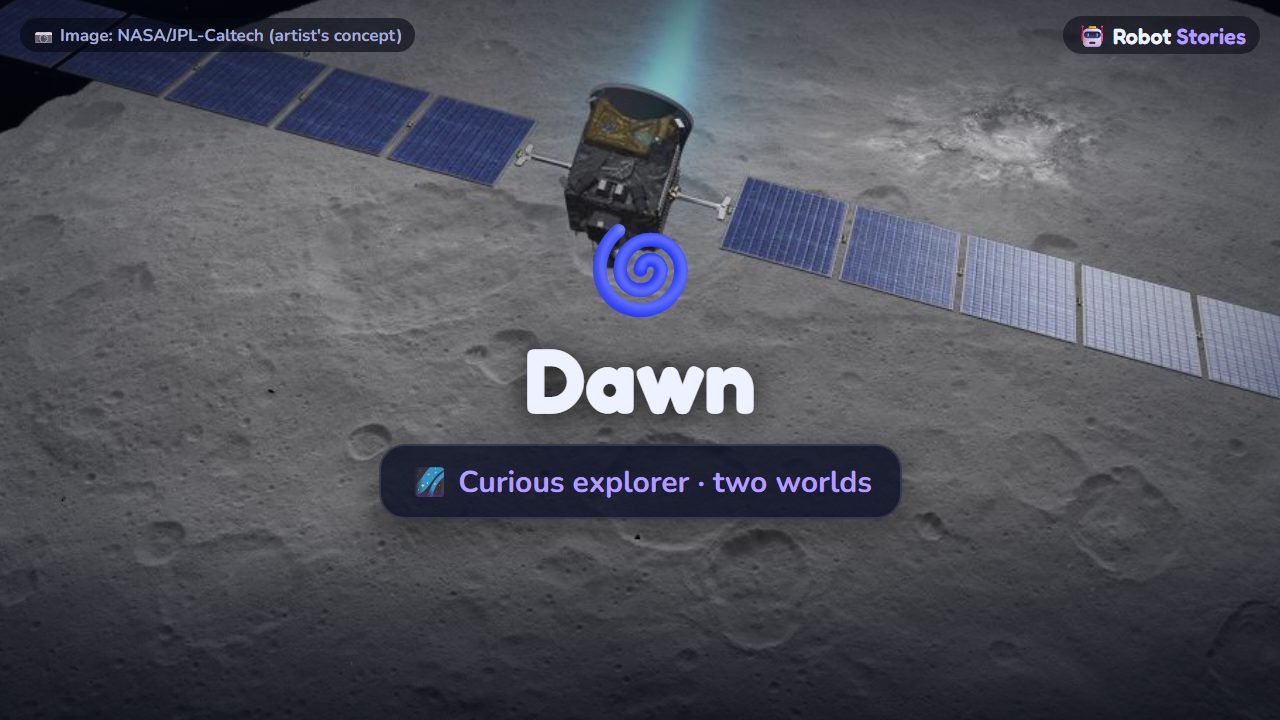 Image: NASA/JPL-Caltech (artist's concept)
Robot Stories
Dawn
Curious explorer · two worlds